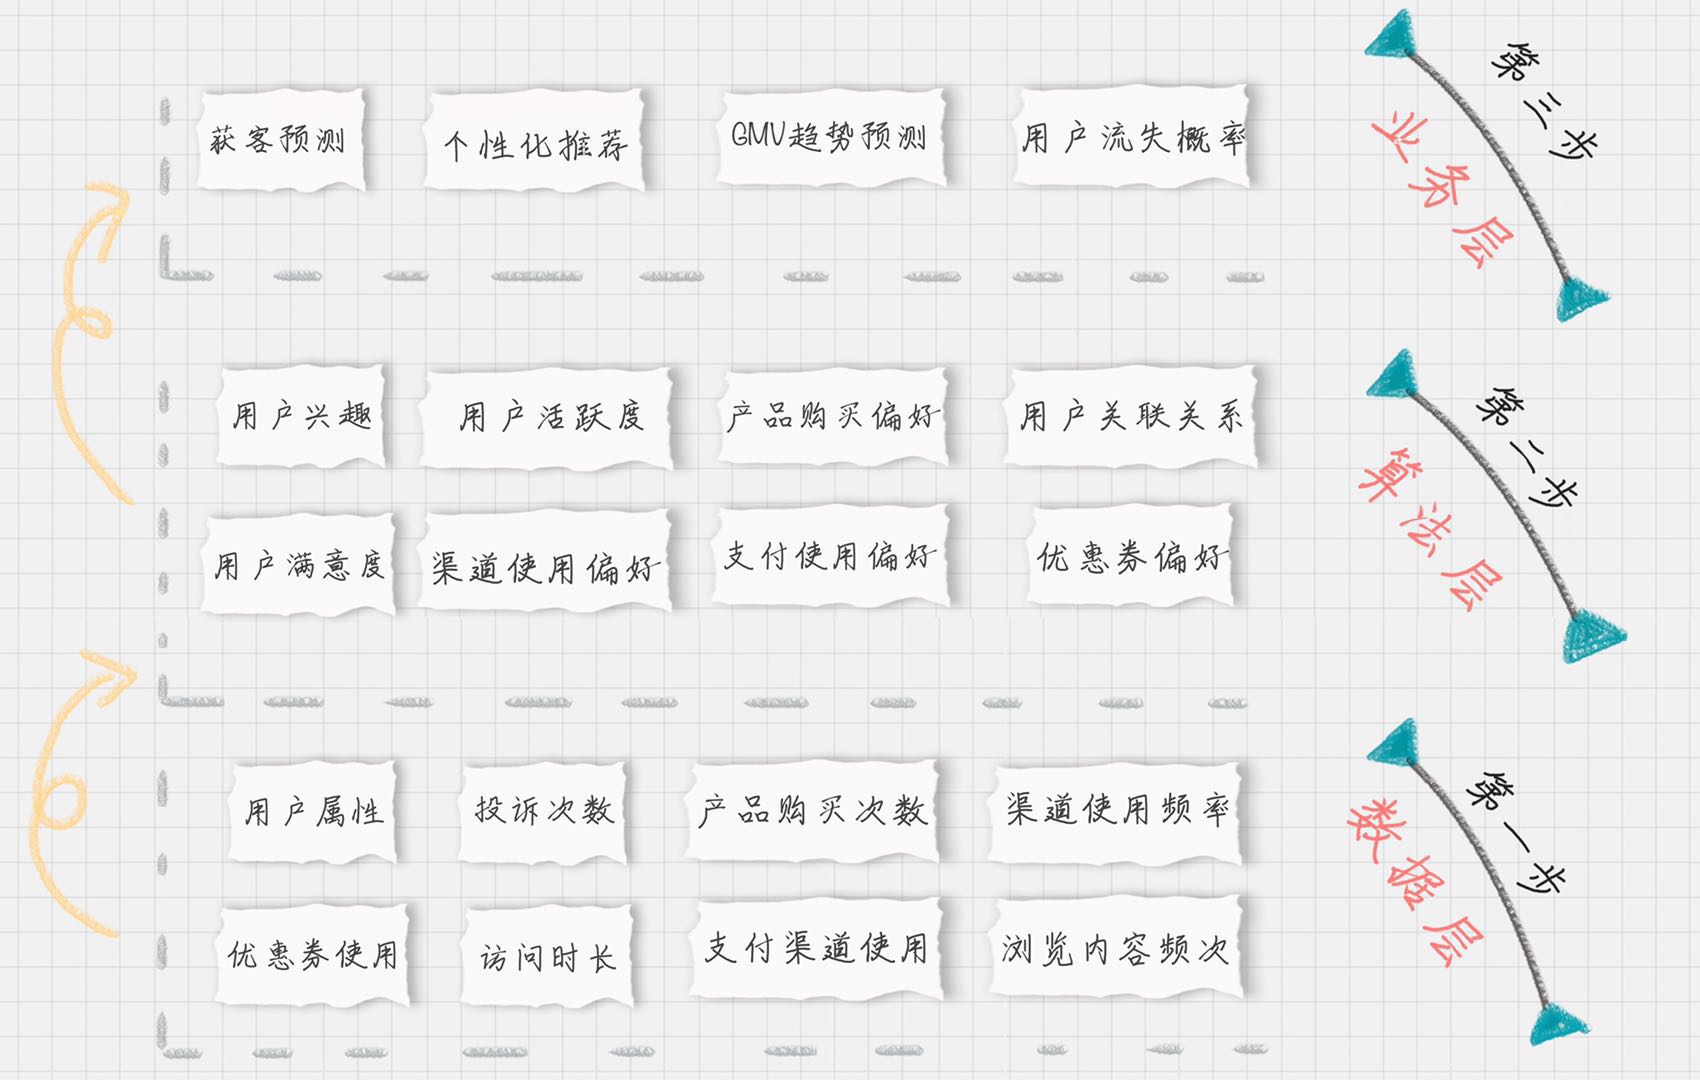 获客预测
个性化推荐
GMV趋势预测
用户流失概率
第三步
业务层
用户兴趣
用户活跃度
产品购买偏好
用户关联关系
用户满意度
渠道使用偏好
支付使用偏好
优惠券偏好
第二步
算法层
用户属性
投诉次数
产品购买次数
渠道使用频率
优惠券使用
访问时长
支付渠道使用
浏览内容频次
第一步
数据层